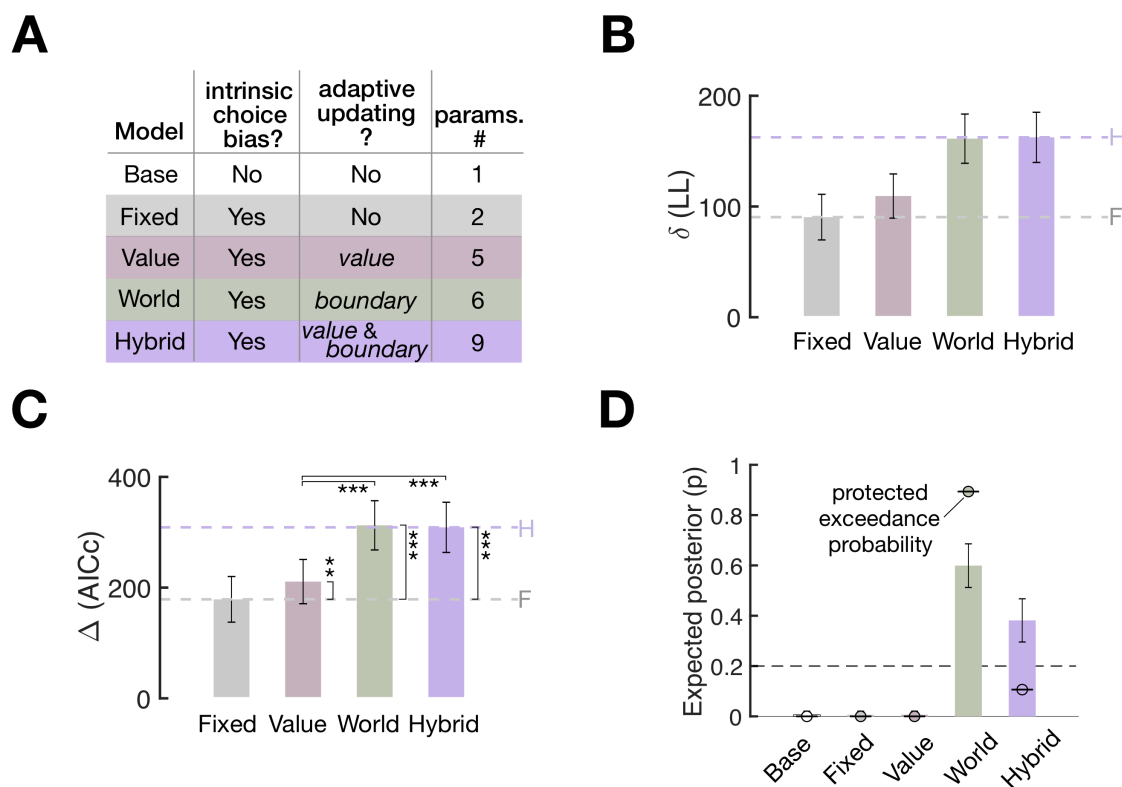 A
Model
intrinsic
choice
bias?
adaptive
updating
?
params.
#
Base No No 1
Fixed Yes No 2
Value Yes value 5
World Yes boundary 6
Hybrid Yes value &
boundary 9
B
δ (LL)
200
100
0
H
F
Fixed Value World Hybrid
C
Δ (AICc)
400
200
0
***
***
**
***
***
H
F
Fixed Value World Hybrid
D
Expected posterior (p)
1
0.8
0.6
0.4
0.2
0
protected
exceedance
probability
Base Fixed Value World Hybrid